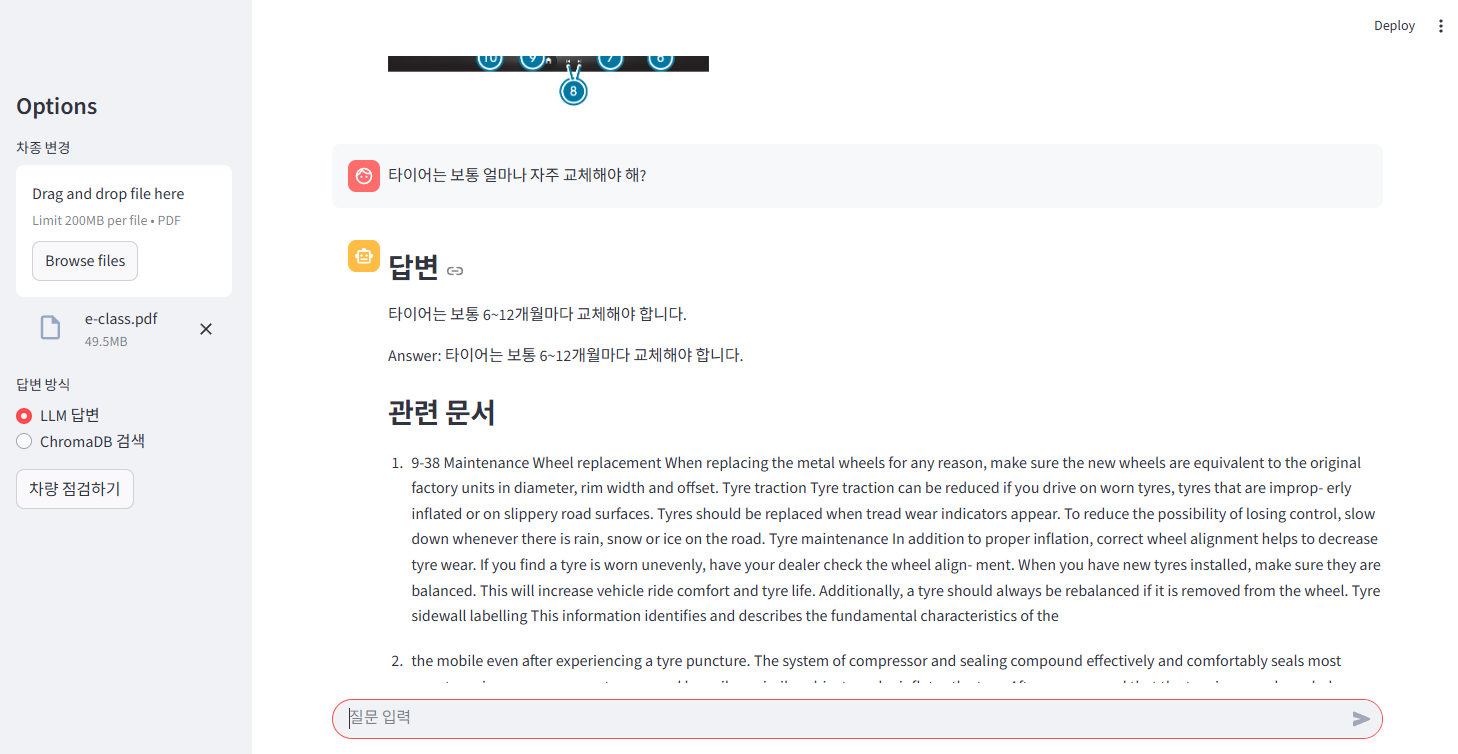 Deploy
10 9 7 6
8
Options
차종 변경
Drag and drop file here
Limit 200MB per file • PDF
Browse files
e-class.pdf
49.5MB
답변 방식
LLM 답변
ChromaDB 검색
차량 점검하기
타이어는 보통 얼마나 자주 교체해야 해?
답변
타이어는 보통 6~12개월마다 교체해야 합니다.
Answer: 타이어는 보통 6~12개월마다 교체해야 합니다.
관련 문서
1. 9-38 Maintenance Wheel replacement When replacing the metal wheels for any reason, make sure the new wheels are equivalent to the original
factory units in diameter, rim width and offset. Tyre traction Tyre traction can be reduced if you drive on worn tyres, tyres that are improp- erly
inflated or on slippery road surfaces. Tyres should be replaced when tread wear indicators appear. To reduce the possibility of losing control, slow
down whenever there is rain, snow or ice on the road. Tyre maintenance In addition to proper inflation, correct wheel alignment helps to decrease
tyre wear. If you find a tyre is worn unevenly, have your dealer check the wheel align- ment. When you have new tyres installed, make sure they are
balanced. This will increase vehicle ride comfort and tyre life. Additionally, a tyre should always be rebalanced if it is removed from the wheel. Tyre
sidewall labelling This information identifies and describes the fundamental characteristics of the
2. the mobile even after experiencing a tyre puncture. The system of compressor and sealing compound effectively and comfortably seals most
질문 입력